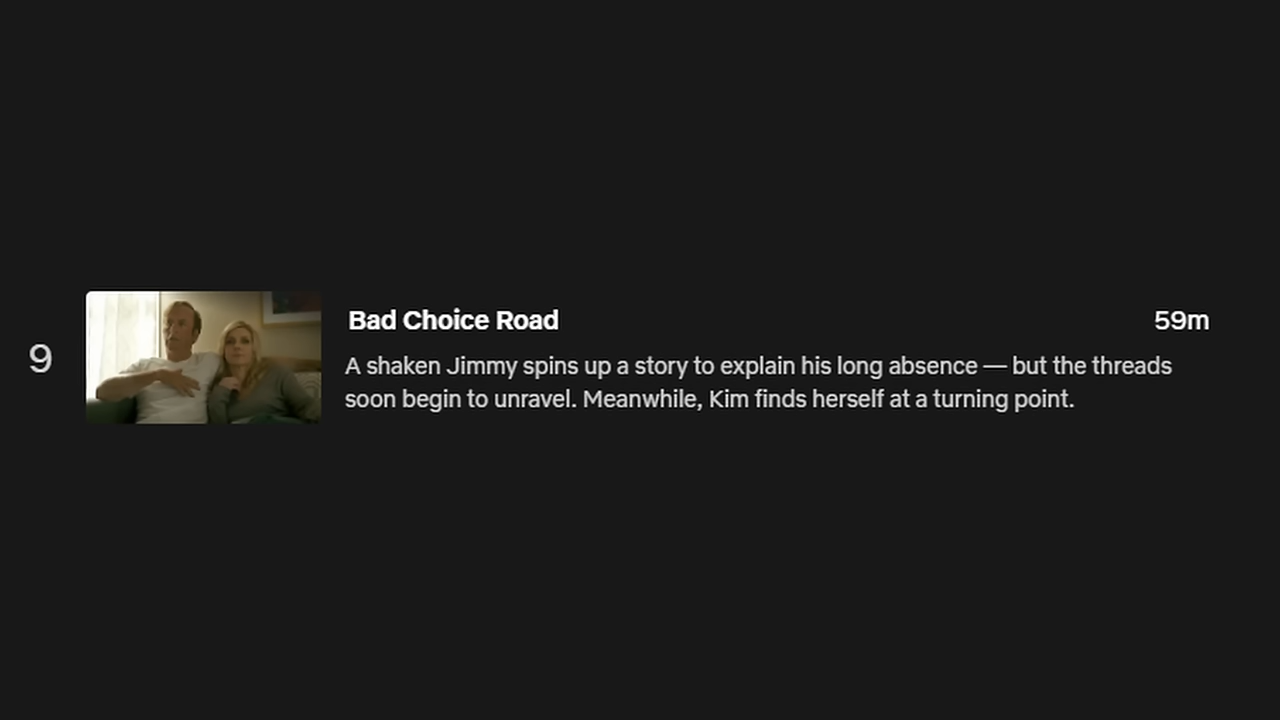 9
Bad Choice Road
59m
A shaken Jimmy spins up a story to explain his long absence — but the threads
soon begin to unravel. Meanwhile, Kim finds herself at a turning point.